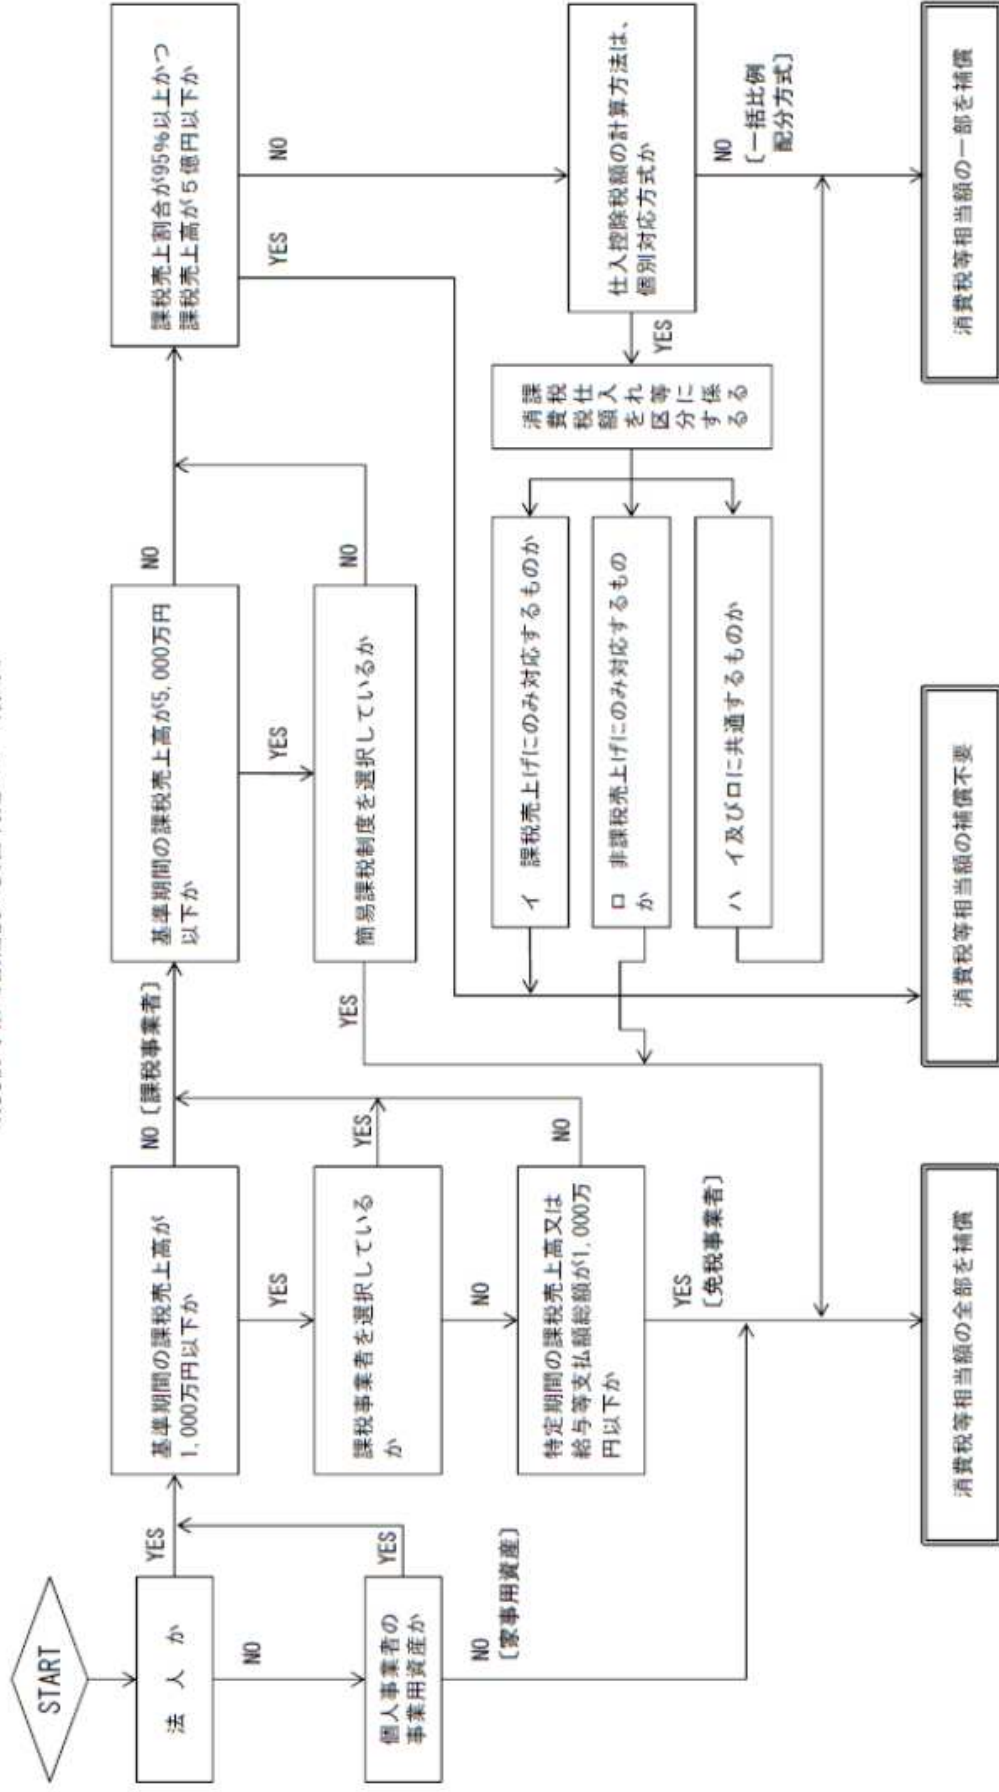 START
法 人 か
YES
NO
個人事業者の
事業用資産か
YES
NO
〔家事用資産〕
基準期間の課税売上高が
1,000万円以下か
NO〔課税事業者〕
YES
課税事業者を選択している
か
YES
NO
特定期間の課税売上高又は
給与等支払額総額が1,000万
円以下か
NO
YES
〔免税事業者〕
基準期間の課税売上高が5,000万円
以下か
NO
YES
簡易課税制度を選択しているか
NO
YES
課税売上割合が95%以上かつ
課税売上高が5億円以下か
YES
NO
仕入控除税額の計算方法は、
個別対応方式か
YES
NO
〔一括比例
配分方式〕
課税仕入れ等に係る
消費税額を区分する
イ 課税売上げにのみ対応するものか
ロ 非課税売上げにのみ対応するもの
か
ハ イ及びロに共通するものか
消費税等相当額の全部を補償
消費税等相当額の補償不要
消費税等相当額の一部を補償